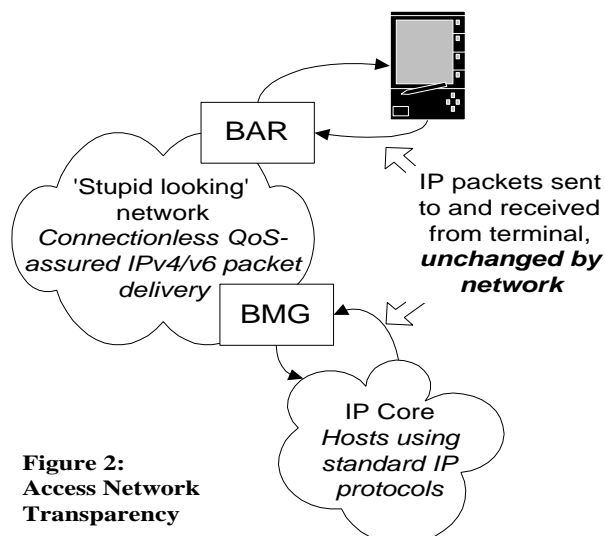 BAR
'Stupid looking'
network
Connectionless QoS-
assured IPv4/v6 packet
delivery
IP packets sent
to and received
from terminal,
unchanged by
network
BMG
IP Core
Hosts using
standard IP
protocols
Figure 2:
Access Network
Transparency